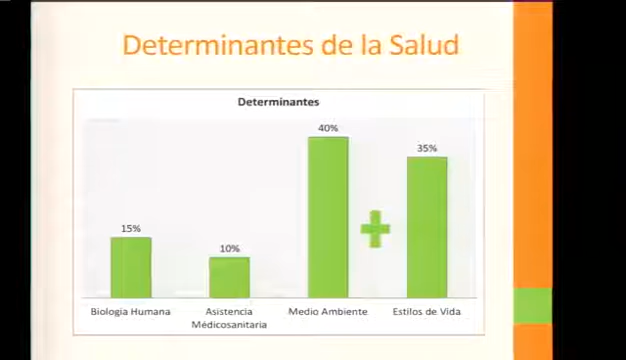 Determinantes de la Salud
Determinantes
40%
35%
15%
10%
Biologia Humana
Asistencia
Médicosanitaria
Medio Ambiente
Estilos de Vida